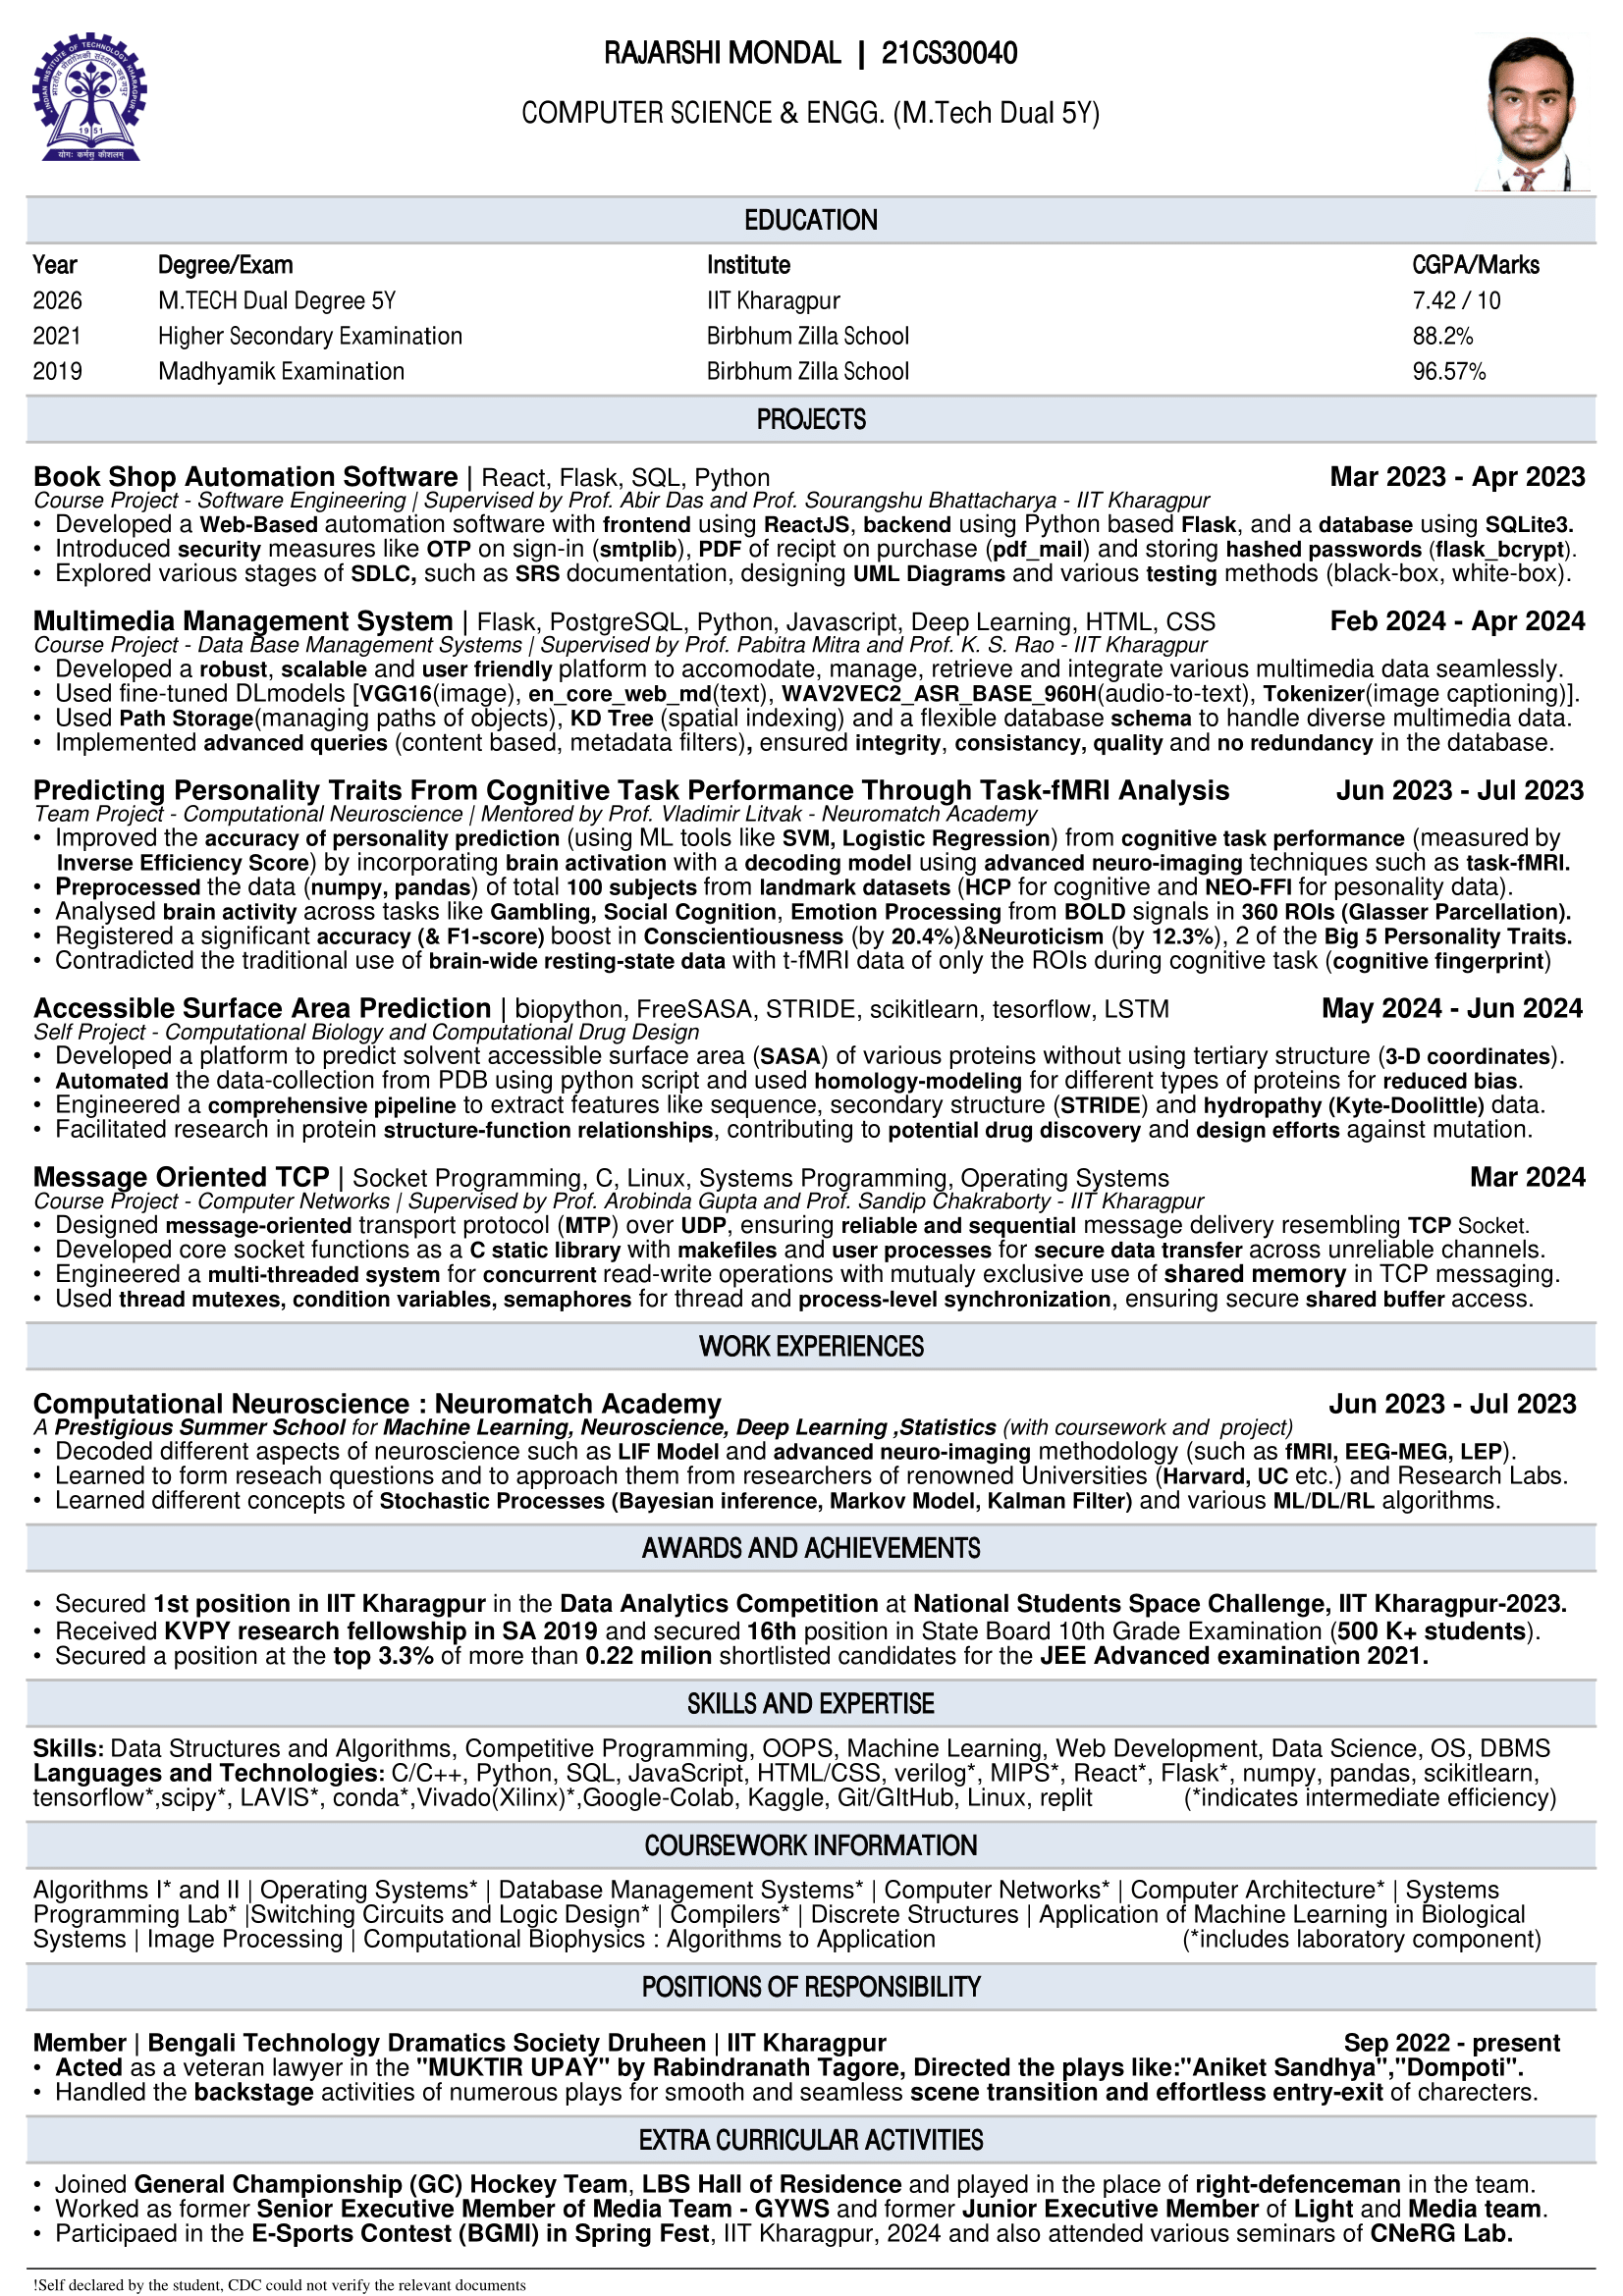 INDIAN INSTITUTE OF TECHNOLOGY KHARAGPUR
भारतीय प्रौद्योगिकी संस्थान खड़गपुर
1951
योगः कर्मसु कौशलम्
RAJARSHI MONDAL | 21CS30040
COMPUTER SCIENCE & ENGG. (M.Tech Dual 5Y)
EDUCATION
Year Degree/Exam Institute CGPA/Marks
2026 M.TECH Dual Degree 5Y IIT Kharagpur 7.42 / 10
2021 Higher Secondary Examination Birbhum Zilla School 88.2%
2019 Madhyamik Examination Birbhum Zilla School 96.57%
PROJECTS
Book Shop Automation Software | React, Flask, SQL, Python Mar 2023 - Apr 2023
Course Project - Software Engineering | Supervised by Prof. Abir Das and Prof. Sourangshu Bhattacharya - IIT Kharagpur
• Developed a Web-Based automation software with frontend using ReactJS, backend using Python based Flask, and a database using SQLite3.
• Introduced security measures like OTP on sign-in (smtplib), PDF of recipt on purchase (pdf_mail) and storing hashed passwords (flask_bcrypt).
• Explored various stages of SDLC, such as SRS documentation, designing UML Diagrams and various testing methods (black-box, white-box).
Multimedia Management System | Flask, PostgreSQL, Python, Javascript, Deep Learning, HTML, CSS Feb 2024 - Apr 2024
Course Project - Data Base Management Systems | Supervised by Prof. Pabitra Mitra and Prof. K. S. Rao - IIT Kharagpur
• Developed a robust, scalable and user friendly platform to accomodate, manage, retrieve and integrate various multimedia data seamlessly.
• Used fine-tuned DLmodels [VGG16(image), en_core_web_md(text), WAV2VEC2_ASR_BASE_960H(audio-to-text), Tokenizer(image captioning)].
• Used Path Storage(managing paths of objects), KD Tree (spatial indexing) and a flexible database schema to handle diverse multimedia data.
• Implemented advanced queries (content based, metadata filters), ensured integrity, consistancy, quality and no redundancy in the database.
Predicting Personality Traits From Cognitive Task Performance Through Task-fMRI Analysis Jun 2023 - Jul 2023
Team Project - Computational Neuroscience | Mentored by Prof. Vladimir Litvak - Neuromatch Academy
• Improved the accuracy of personality prediction (using ML tools like SVM, Logistic Regression) from cognitive task performance (measured by
Inverse Efficiency Score) by incorporating brain activation with a decoding model using advanced neuro-imaging techniques such as task-fMRI.
• Preprocessed the data (numpy, pandas) of total 100 subjects from landmark datasets (HCP for cognitive and NEO-FFI for pesonality data).
• Analysed brain activity across tasks like Gambling, Social Cognition, Emotion Processing from BOLD signals in 360 ROIs (Glasser Parcellation).
• Registered a significant accuracy (& F1-score) boost in Conscientiousness (by 20.4%)&Neuroticism (by 12.3%), 2 of the Big 5 Personality Traits.
• Contradicted the traditional use of brain-wide resting-state data with t-fMRI data of only the ROIs during cognitive task (cognitive fingerprint)
Accessible Surface Area Prediction | biopython, FreeSASA, STRIDE, scikitlearn, tesorflow, LSTM May 2024 - Jun 2024
Self Project - Computational Biology and Computational Drug Design
• Developed a platform to predict solvent accessible surface area (SASA) of various proteins without using tertiary structure (3-D coordinates).
• Automated the data-collection from PDB using python script and used homology-modeling for different types of proteins for reduced bias.
• Engineered a comprehensive pipeline to extract features like sequence, secondary structure (STRIDE) and hydropathy (Kyte-Doolittle) data.
• Facilitated research in protein structure-function relationships, contributing to potential drug discovery and design efforts against mutation.
Message Oriented TCP | Socket Programming, C, Linux, Systems Programming, Operating Systems Mar 2024
Course Project - Computer Networks | Supervised by Prof. Arobinda Gupta and Prof. Sandip Chakraborty - IIT Kharagpur
• Designed message-oriented transport protocol (MTP) over UDP, ensuring reliable and sequential message delivery resembling TCP Socket.
• Developed core socket functions as a C static library with makefiles and user processes for secure data transfer across unreliable channels.
• Engineered a multi-threaded system for concurrent read-write operations with mutualy exclusive use of shared memory in TCP messaging.
• Used thread mutexes, condition variables, semaphores for thread and process-level synchronization, ensuring secure shared buffer access.
WORK EXPERIENCES
Computational Neuroscience : Neuromatch Academy Jun 2023 - Jul 2023
A Prestigious Summer School for Machine Learning, Neuroscience, Deep Learning ,Statistics (with coursework and project)
• Decoded different aspects of neuroscience such as LIF Model and advanced neuro-imaging methodology (such as fMRI, EEG-MEG, LEP).
• Learned to form reseach questions and to approach them from researchers of renowned Universities (Harvard, UC etc.) and Research Labs.
• Learned different concepts of Stochastic Processes (Bayesian inference, Markov Model, Kalman Filter) and various ML/DL/RL algorithms.
AWARDS AND ACHIEVEMENTS
• Secured 1st position in IIT Kharagpur in the Data Analytics Competition at National Students Space Challenge, IIT Kharagpur-2023.
• Received KVPY research fellowship in SA 2019 and secured 16th position in State Board 10th Grade Examination (500 K+ students).
• Secured a position at the top 3.3% of more than 0.22 milion shortlisted candidates for the JEE Advanced examination 2021.
SKILLS AND EXPERTISE
Skills: Data Structures and Algorithms, Competitive Programming, OOPS, Machine Learning, Web Development, Data Science, OS, DBMS
Languages and Technologies: C/C++, Python, SQL, JavaScript, HTML/CSS, verilog*, MIPS*, React*, Flask*, numpy, pandas, scikitlearn,
tensorflow*,scipy*, LAVIS*, conda*,Vivado(Xilinx)*,Google-Colab, Kaggle, Git/GItHub, Linux, replit (*indicates intermediate efficiency)
COURSEWORK INFORMATION
Algorithms I* and II | Operating Systems* | Database Management Systems* | Computer Networks* | Computer Architecture* | Systems
Programming Lab* |Switching Circuits and Logic Design* | Compilers* | Discrete Structures | Application of Machine Learning in Biological
Systems | Image Processing | Computational Biophysics : Algorithms to Application (*includes laboratory component)
POSITIONS OF RESPONSIBILITY
Member | Bengali Technology Dramatics Society Druheen | IIT Kharagpur Sep 2022 - present
• Acted as a veteran lawyer in the "MUKTIR UPAY" by Rabindranath Tagore, Directed the plays like:"Aniket Sandhya","Dompoti".
• Handled the backstage activities of numerous plays for smooth and seamless scene transition and effortless entry-exit of charecters.
EXTRA CURRICULAR ACTIVITIES
• Joined General Championship (GC) Hockey Team, LBS Hall of Residence and played in the place of right-defenceman in the team.
• Worked as former Senior Executive Member of Media Team - GYWS and former Junior Executive Member of Light and Media team.
• Participaed in the E-Sports Contest (BGMI) in Spring Fest, IIT Kharagpur, 2024 and also attended various seminars of CNeRG Lab.
!Self declared by the student, CDC could not verify the relevant documents